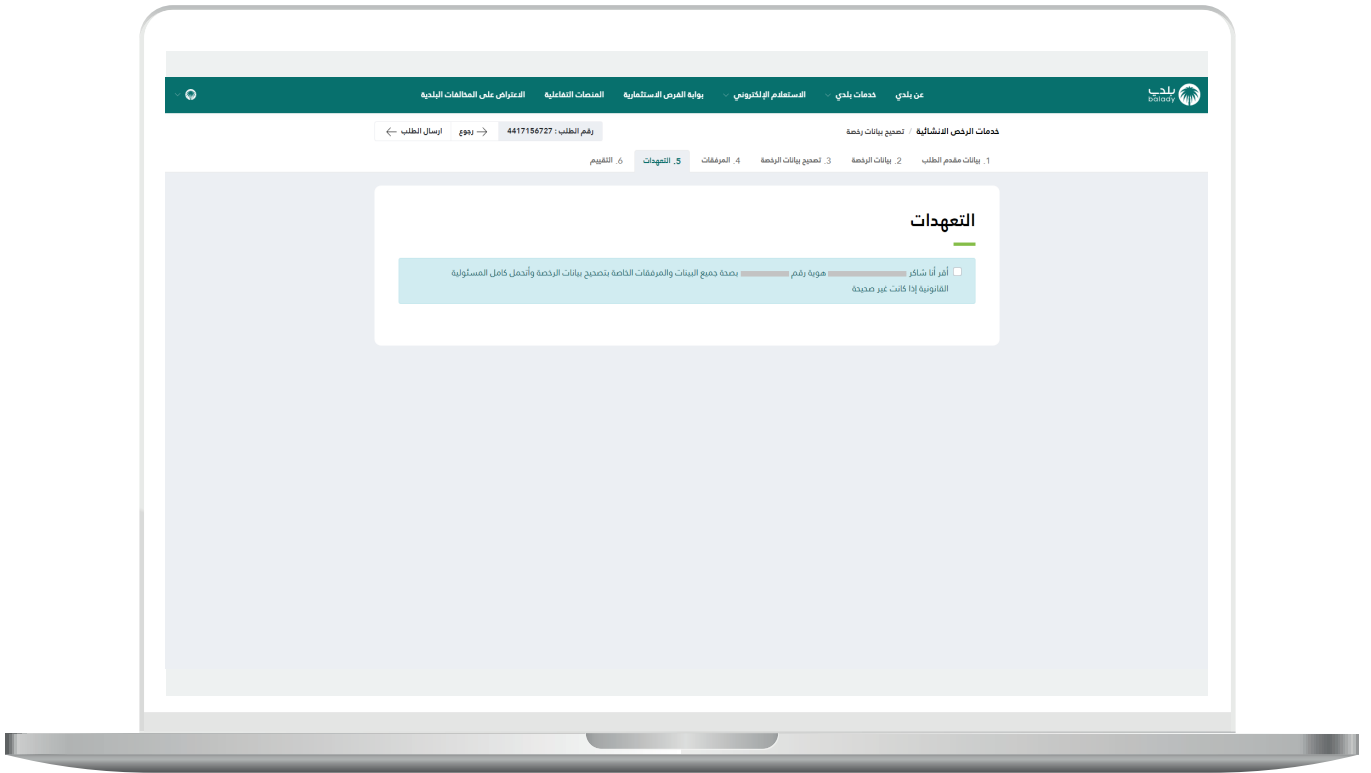 بلدي
balady
عن بلدي
خدمات بلدي
الاستعلام الإلكتروني
بوابة الفرص الاستثمارية
المنصات التفاعلية
الاعتراض على المخالفات البلدية
خدمات الرخص الانشائية / تصحيح بيانات رخصة
رقم الطلب : 4417156727
رجوع
ارسال الطلب
1. بيانات مقدم الطلب
2. بيانات الرخصة
3. تصحيح بيانات الرخصة
4. المرفقات
5. التعهدات
6. التقييم
التعهدات
أقر أنا شاكر هوية رقم بصحة جميع البينات والمرفقات الخاصة بتصحيح بيانات الرخصة وأتحمل كامل المسئولية
القانونية إذا كانت غير صحيحة